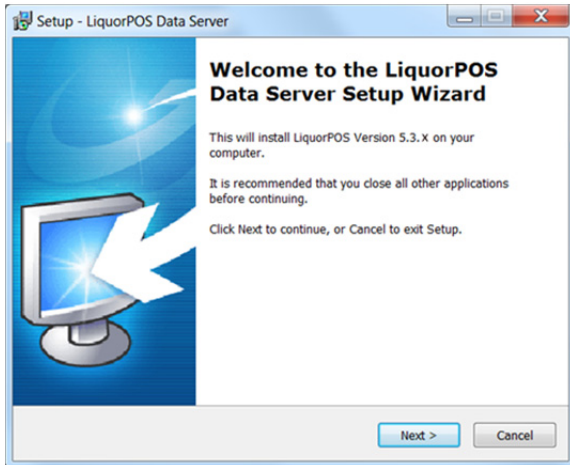 Setup - LiquorPOS Data Server
Welcome to the LiquorPOS
Data Server Setup Wizard
This will install LiquorPOS Version 5.3.X on your
computer.
It is recommended that you close all other applications
before continuing.
Click Next to continue, or Cancel to exit Setup.
Next >
Cancel